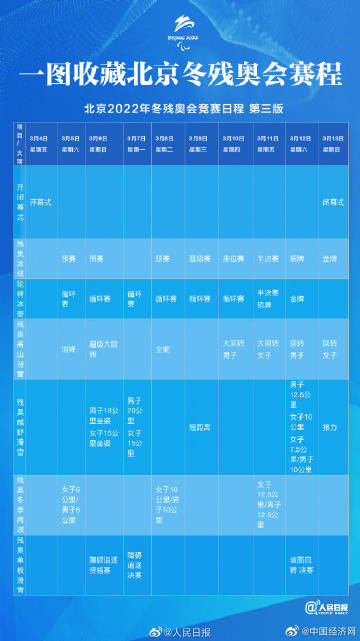 BEIJING 2022
一图收藏北京冬残奥会赛程
北京2022年冬残奥会竞赛日程 第三版
项目/大项 3月4日 星期五 3月5日 星期六 3月6日 星期日 3月7日 星期一 3月8日 星期二 3月9日 星期三 3月10日 星期四 3月11日 星期五 3月12日 星期六 3月13日 星期日
开闭幕式 开幕式 闭幕式
残奥冰球 预赛 预赛 预赛 晋级赛 排位赛 半决赛 铜牌 金牌
轮椅冰壶 循环赛 循环赛 循环赛 循环赛 循环赛 循环赛 半决赛 铜牌 金牌
残奥高山滑雪 滑降 超级大回转 全能 大回转 男子 大回转 女子 回转 男子 回转 女子
残奥越野滑雪 男子18公里坐姿 女子15公里坐姿 男子20公里 女子15公里 短距离 男子12.5公里 女子10公里 女子7.5公里/男子10公里 接力
残奥冬季两项 女子6公里/男子6公里 女子10公里/男子10公里 女子12.5公里/男子12.5公里
残奥单板滑雪 障碍追逐 资格赛 障碍追逐 决赛 坡面回转 决赛
@人民日报
@人民日报
@中国经济网